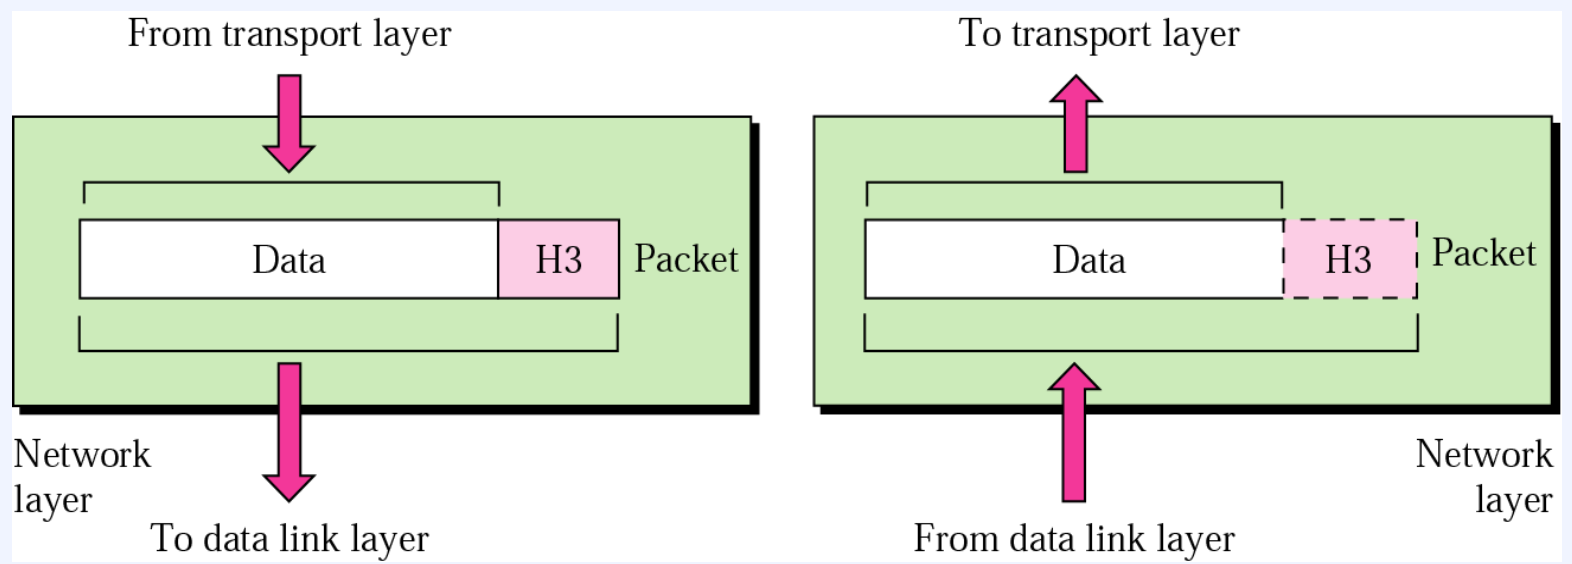 From transport layer
To transport layer
Data
H3
Packet
Data
H3
Packet
Network
layer
Network
layer
To data link layer
From data link layer